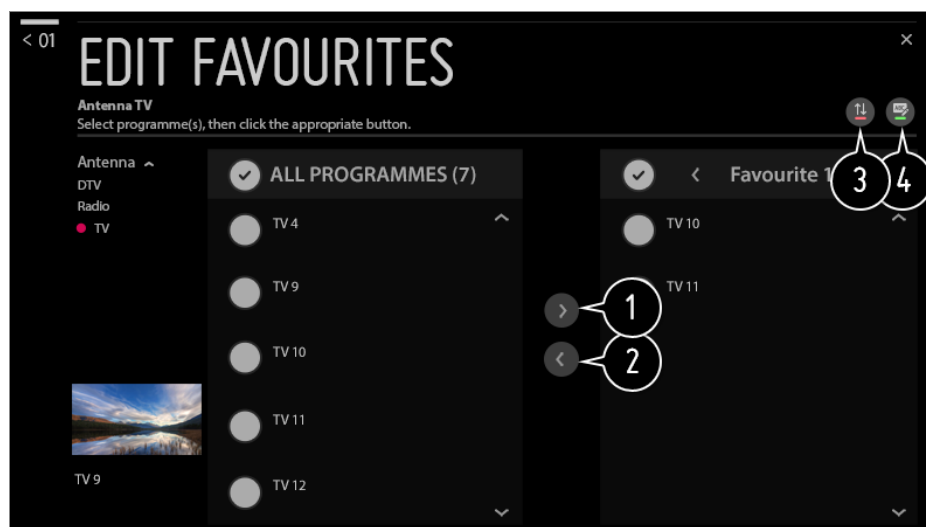 < 01
EDIT FAVOURITES
Antenna TV
Select programme(s), then click the appropriate button.
3
4
Antenna
DTV
Radio
TV
TV 9
ALL PROGRAMMES (7)
TV 4
TV 9
TV 10
TV 11
TV 12
1
2
Favourite 1
TV 10
TV 11